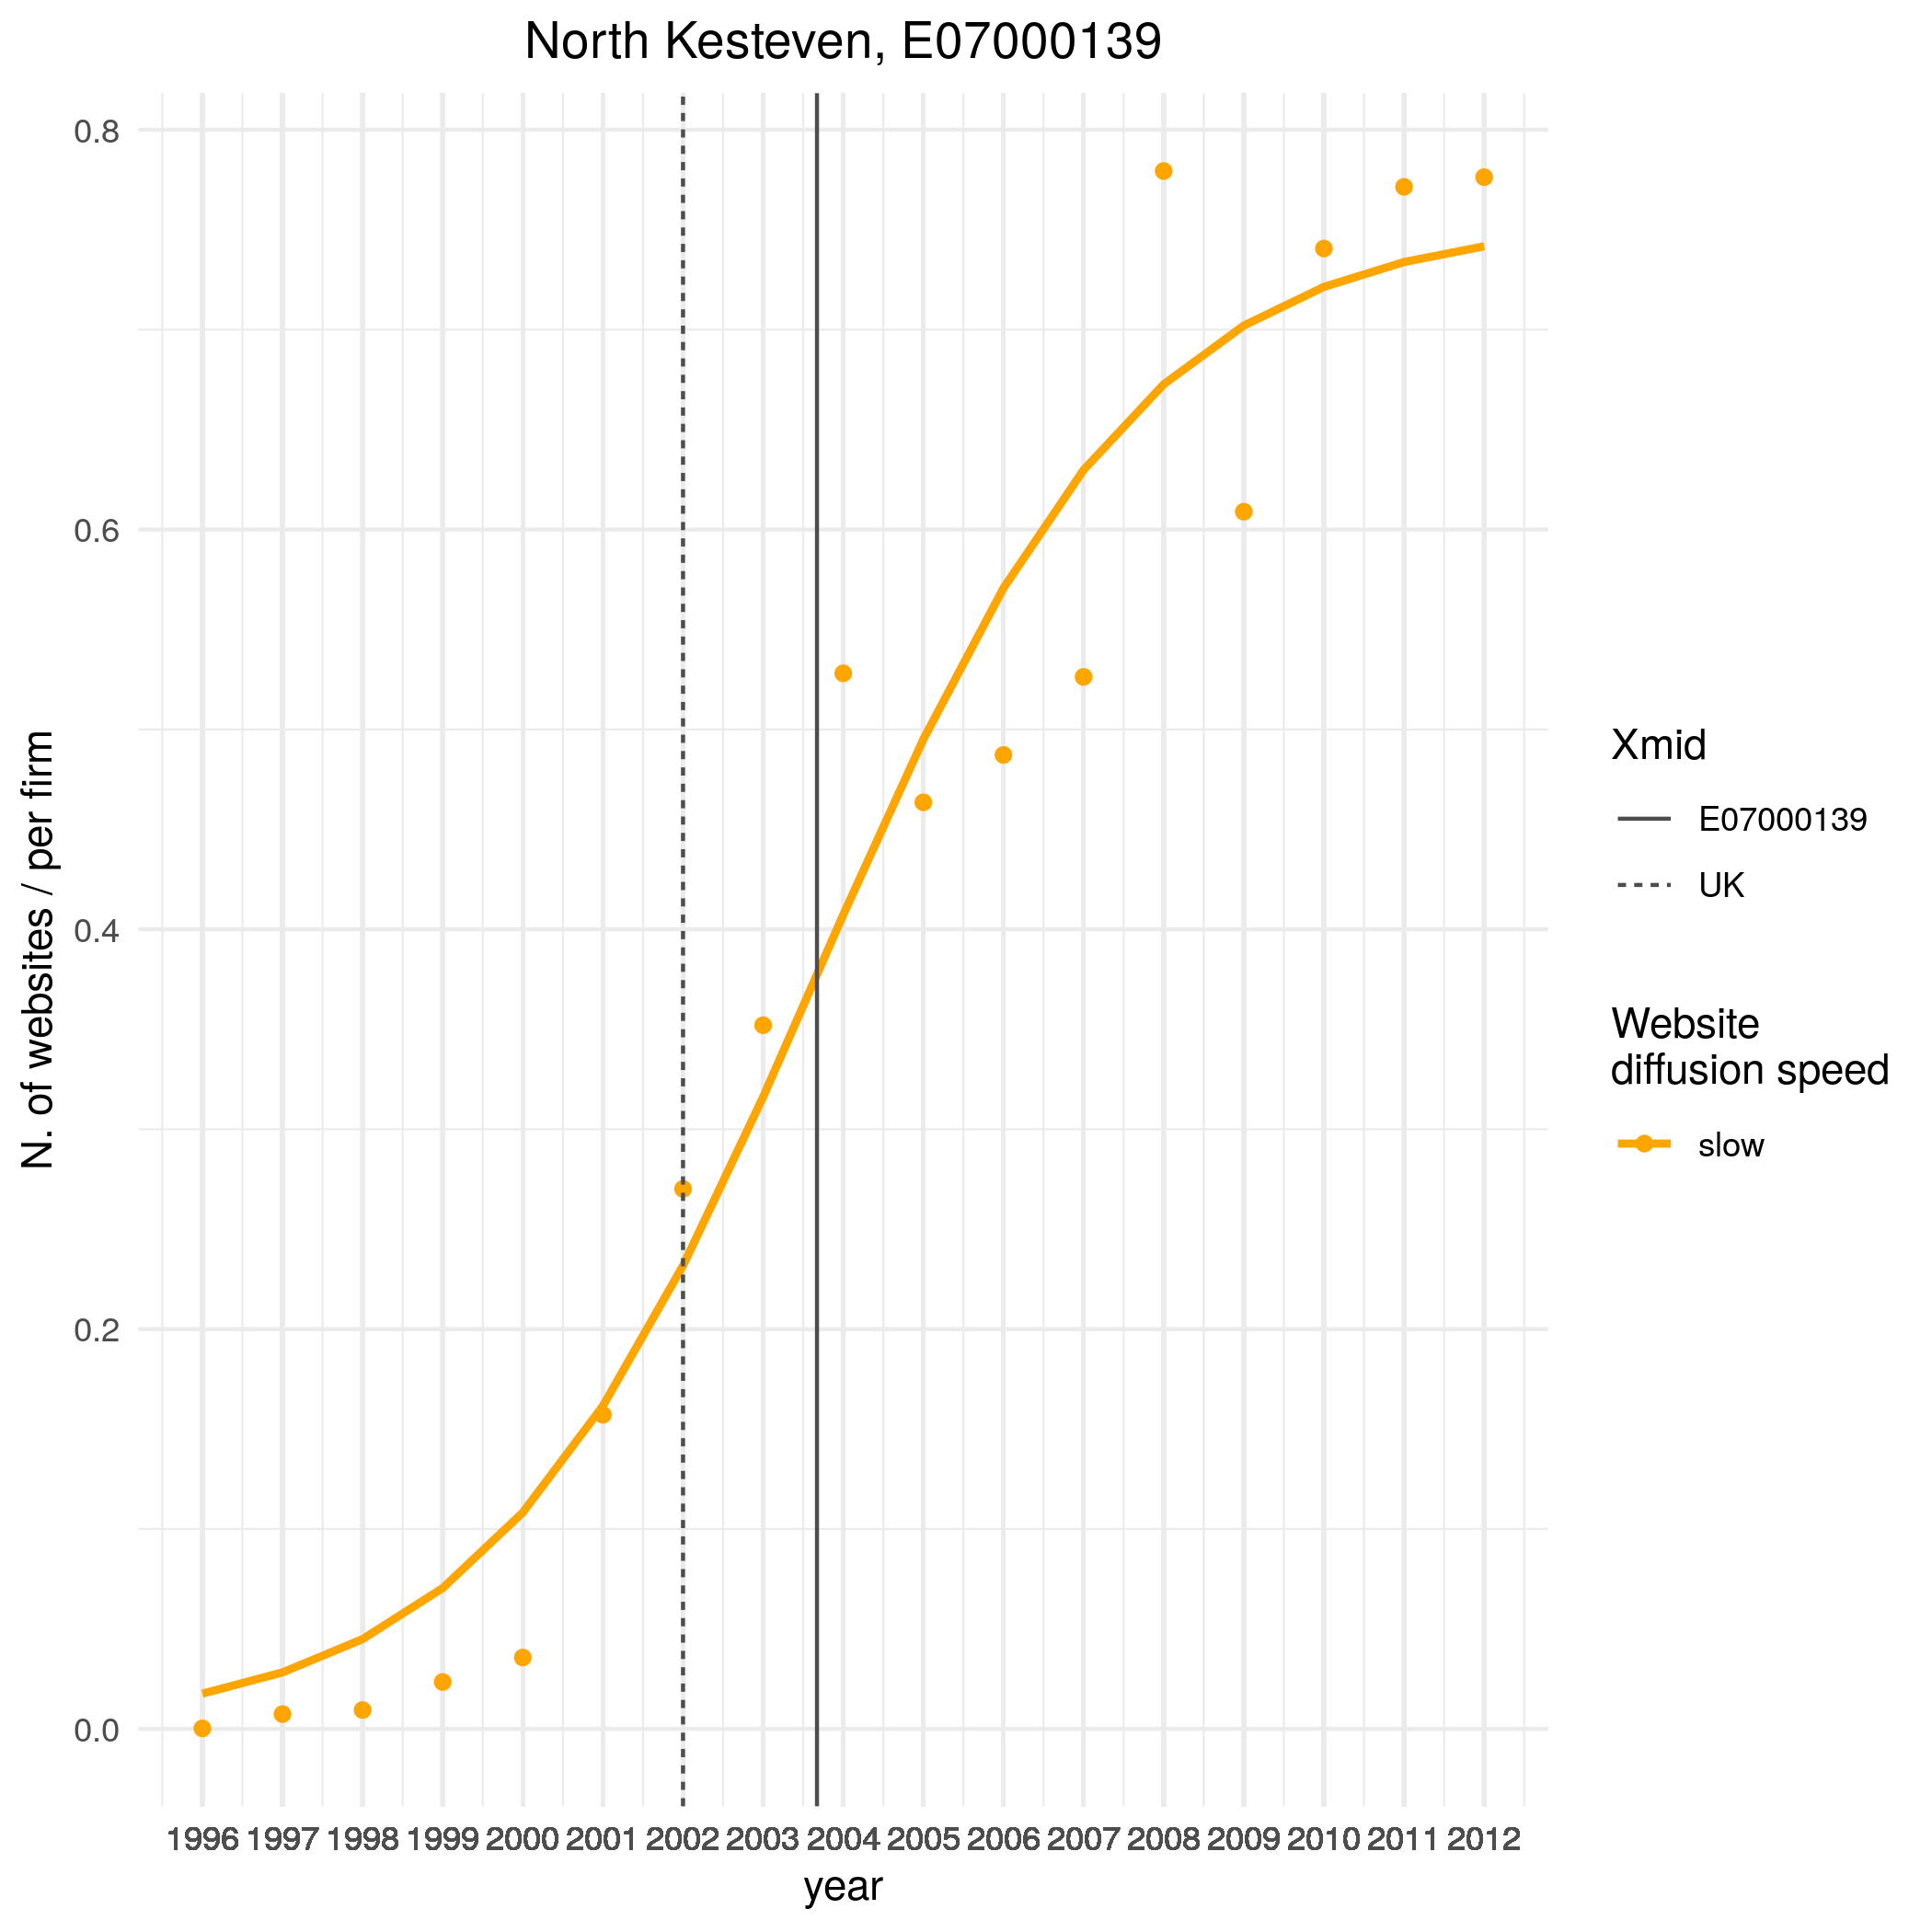 North Kesteven, E07000139
N. of websites / per firm
0.8
0.6
0.4
0.2
0.0
1996 1997 1998 1999 2000 2001 2002 2003 2004 2005 2006 2007 2008 2009 2010 2011 2012
year
Xmid
E07000139
UK
Website
diffusion speed
slow